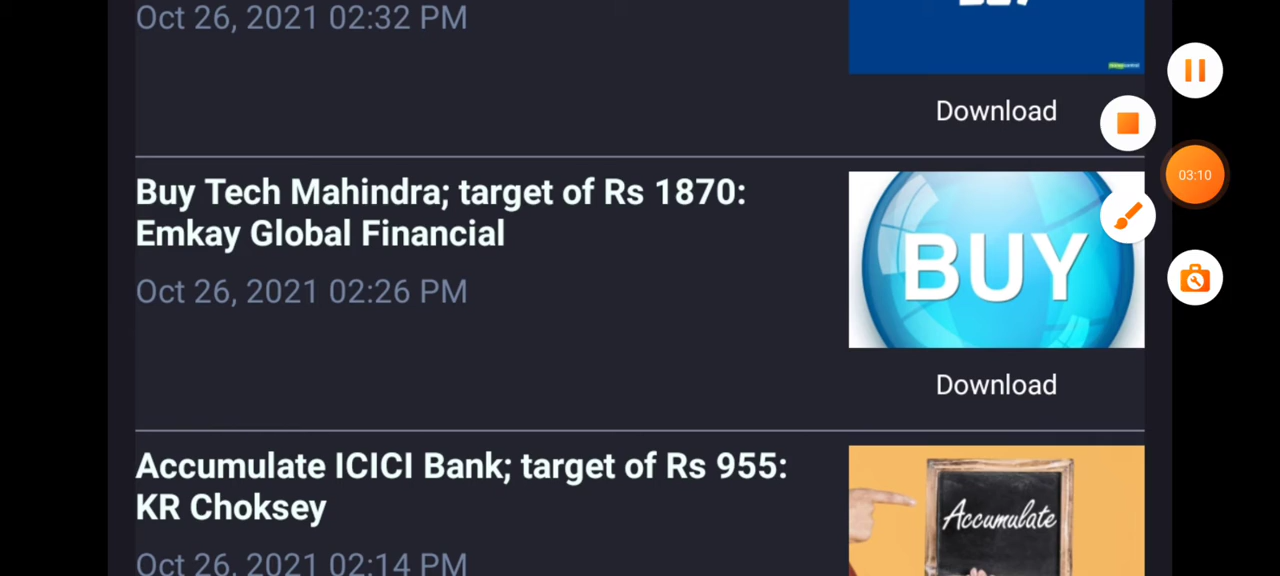 Oct 26, 2021 02:32 PM
Download
Buy Tech Mahindra; target of Rs 1870:
Emkay Global Financial
Oct 26, 2021 02:26 PM
BUY
Download
Accumulate ICICI Bank; target of Rs 955:
KR Choksey
Oct 26, 2021 02:14 PM
Accumulate
03:10